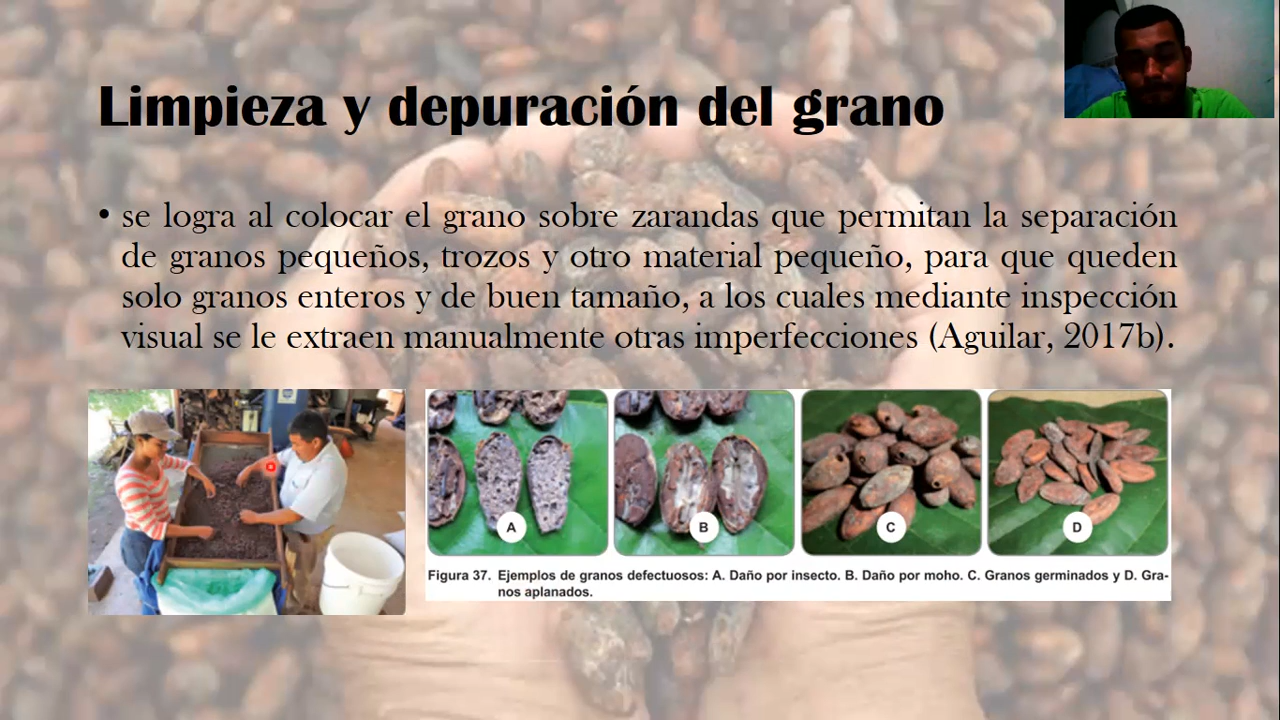 Limpieza y depuración del grano
• se logra al colocar el grano sobre zarandas que permitan la separación
de granos pequeños, trozos y otro material pequeño, para que queden
solo granos enteros y de buen tamaño, a los cuales mediante inspección
visual se le extraen manualmente otras imperfecciones (Aguilar, 2017b).
A B C D
Figura 37. Ejemplos de granos defectuosos: A. Daño por insecto. B. Daño por moho. C. Granos germinados y D. Gra-
nos aplanados.